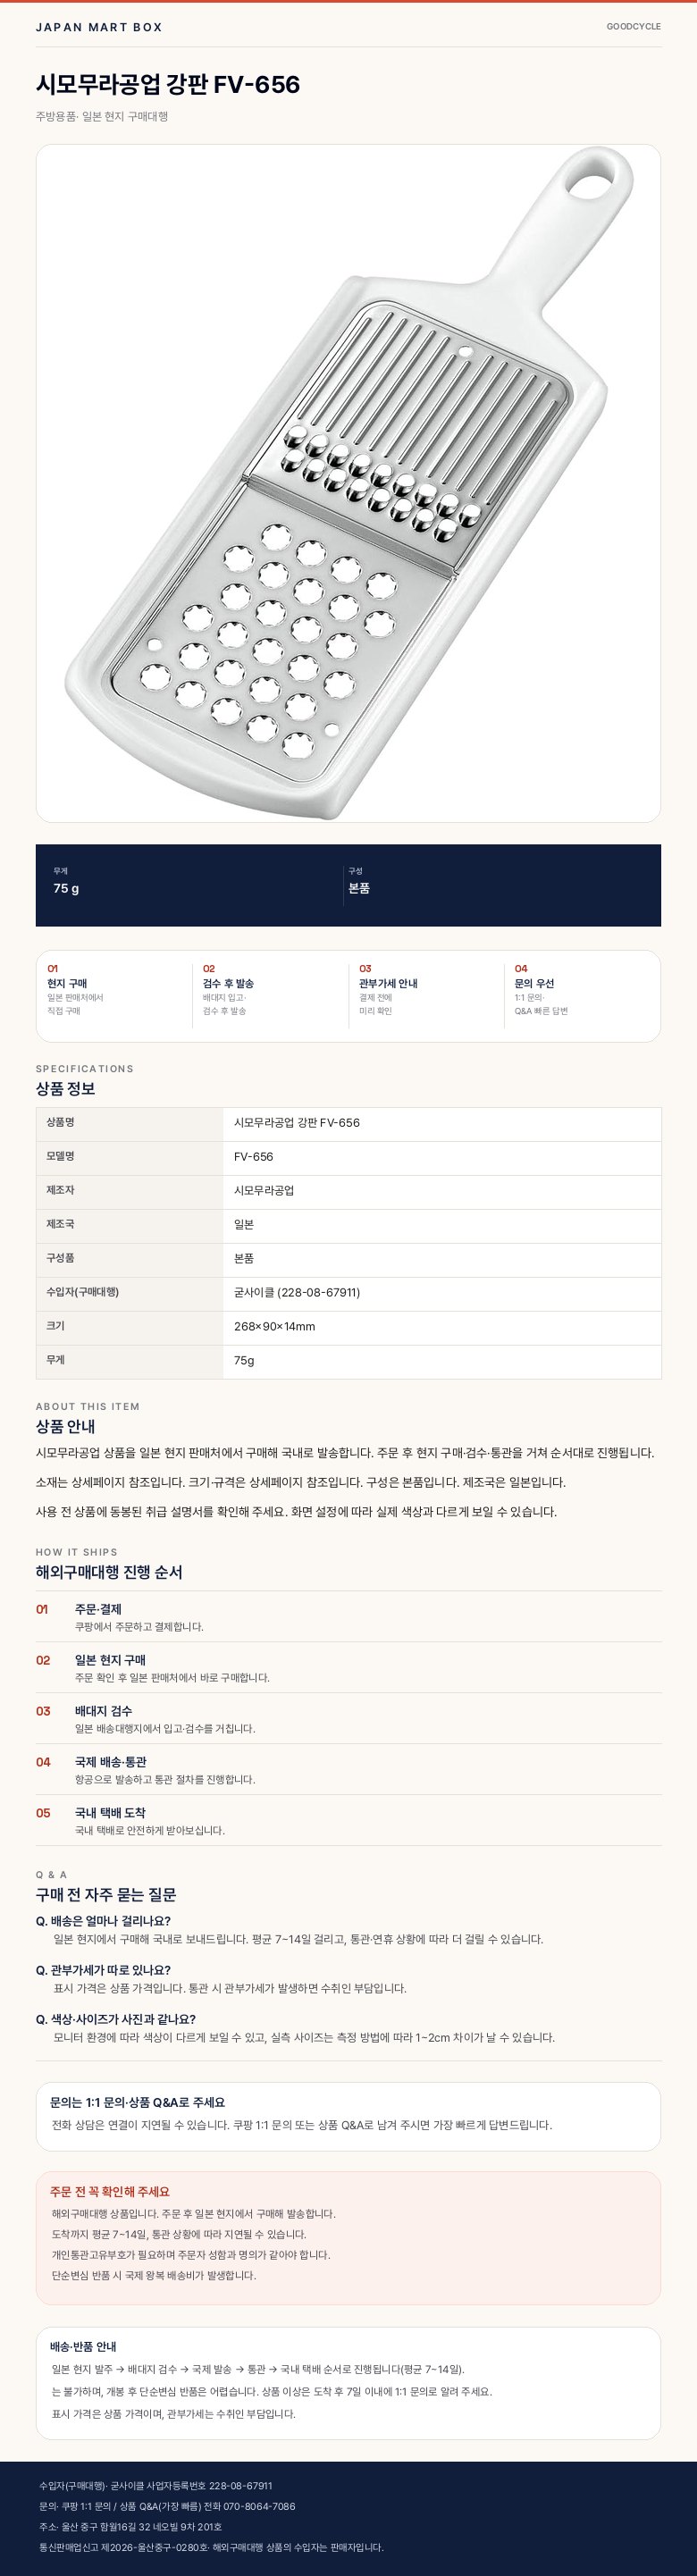 JAPAN MART BOX
GOODCYCLE
시모무라공업 강판 FV-656
주방용품· 일본 현지 구매대행
무게
75 g
구성
본품
01
현지 구매
일본 판매처에서
직접 구매
02
검수 후 발송
배대지 입고·
검수 후 발송
03
관부가세 안내
결제 전에
미리 확인
04
문의 우선
1:1 문의·
Q&A 빠른 답변
SPECIFICATIONS
상품 정보
상품명 시모무라공업 강판 FV-656
모델명 FV-656
제조자 시모무라공업
제조국 일본
구성품 본품
수입자(구매대행) 굳사이클 (228-08-67911)
크기 268×90×14mm
무게 75g
ABOUT THIS ITEM
상품 안내
시모무라공업 상품을 일본 현지 판매처에서 구매해 국내로 발송합니다. 주문 후 현지 구매·검수·통관을 거쳐 순서대로 진행됩니다.
소재는 상세페이지 참조입니다. 크기·규격은 상세페이지 참조입니다. 구성은 본품입니다. 제조국은 일본입니다.
사용 전 상품에 동봉된 취급 설명서를 확인해 주세요. 화면 설정에 따라 실제 색상과 다르게 보일 수 있습니다.
HOW IT SHIPS
해외구매대행 진행 순서
01 주문·결제
쿠팡에서 주문하고 결제합니다.
02 일본 현지 구매
주문 확인 후 일본 판매처에서 바로 구매합니다.
03 배대지 검수
일본 배송대행지에서 입고·검수를 거칩니다.
04 국제 배송·통관
항공으로 발송하고 통관 절차를 진행합니다.
05 국내 택배 도착
국내 택배로 안전하게 받아보십니다.
Q & A
구매 전 자주 묻는 질문
Q. 배송은 얼마나 걸리나요?
일본 현지에서 구매해 국내로 보내드립니다. 평균 7~14일 걸리고, 통관·연휴 상황에 따라 더 걸릴 수 있습니다.
Q. 관부가세가 따로 있나요?
표시 가격은 상품 가격입니다. 통관 시 관부가세가 발생하면 수취인 부담입니다.
Q. 색상·사이즈가 사진과 같나요?
모니터 환경에 따라 색상이 다르게 보일 수 있고, 실측 사이즈는 측정 방법에 따라 1~2cm 차이가 날 수 있습니다.
문의는 1:1 문의·상품 Q&A로 주세요
전화 상담은 연결이 지연될 수 있습니다. 쿠팡 1:1 문의 또는 상품 Q&A로 남겨 주시면 가장 빠르게 답변드립니다.
주문 전 꼭 확인해 주세요
해외구매대행 상품입니다. 주문 후 일본 현지에서 구매해 발송합니다.
도착까지 평균 7~14일, 통관 상황에 따라 지연될 수 있습니다.
개인통관고유부호가 필요하며 주문자 성함과 명의가 같아야 합니다.
단순변심 반품 시 국제 왕복 배송비가 발생합니다.
배송·반품 안내
일본 현지 발주 → 배대지 검수 → 국제 발송 → 통관 → 국내 택배 순서로 진행됩니다(평균 7~14일).
는 불가하며, 개봉 후 단순변심 반품은 어렵습니다. 상품 이상은 도착 후 7일 이내에 1:1 문의로 알려 주세요.
표시 가격은 상품 가격이며, 관부가세는 수취인 부담입니다.
수입자(구매대행)· 굳사이클 사업자등록번호 228-08-67911
문의· 쿠팡 1:1 문의 / 상품 Q&A(가장 빠름) 전화 070-8064-7086
주소· 울산 중구 함월16길 32 네오빌 9차 201호
통신판매업신고 제2026-울산중구-0280호· 해외구매대행 상품의 수입자는 판매자입니다.